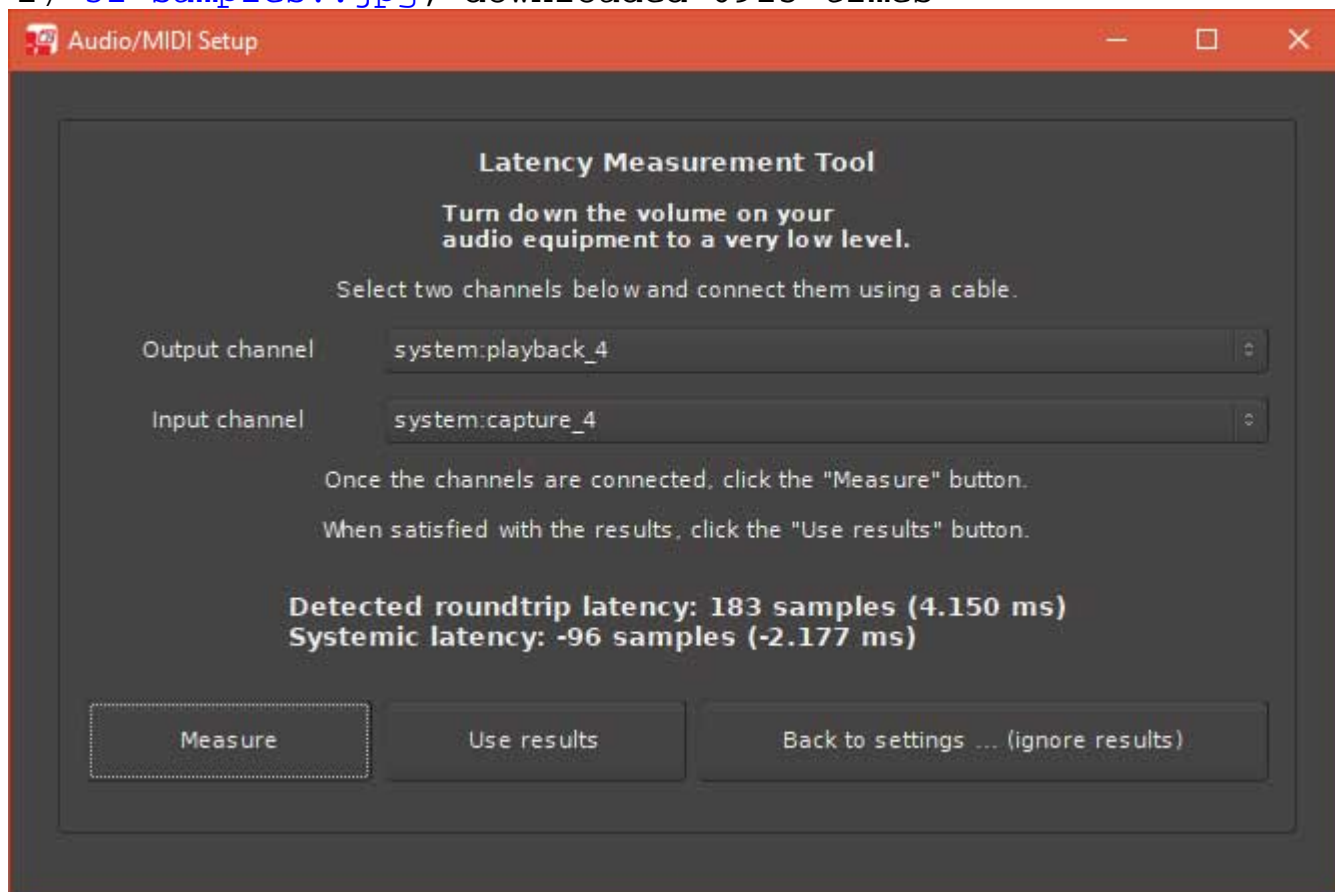 Audio/MIDI Setup
Latency Measurement Tool
Turn down the volume on your
audio equipment to a very low level.
Select two channels below and connect them using a cable.
Output channel system:playback_4
Input channel system:capture_4
Once the channels are connected, click the "Measure" button.
When satisfied with the results, click the "Use results" button.
Detected roundtrip latency: 183 samples (4.150 ms)
Systemic latency: -96 samples (-2.177 ms)
Measure Use results Back to settings ... (ignore results)